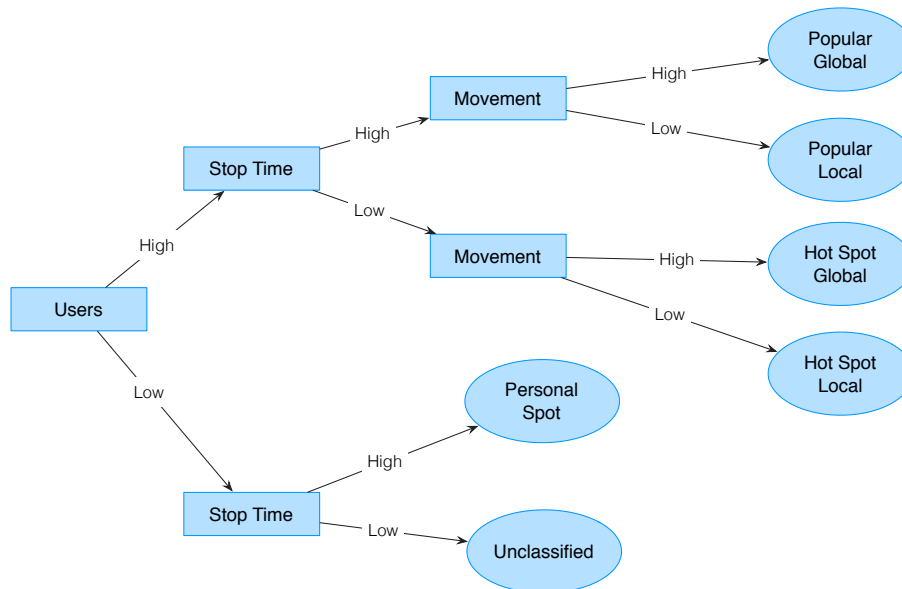 Popular
Global
High
Movement
Low
High
Popular
Local
Stop Time
Low
High
Movement
High
Hot Spot
Global
Users
Low
Hot Spot
Local
Low
Personal
Spot
High
Stop Time
Low
Unclassified